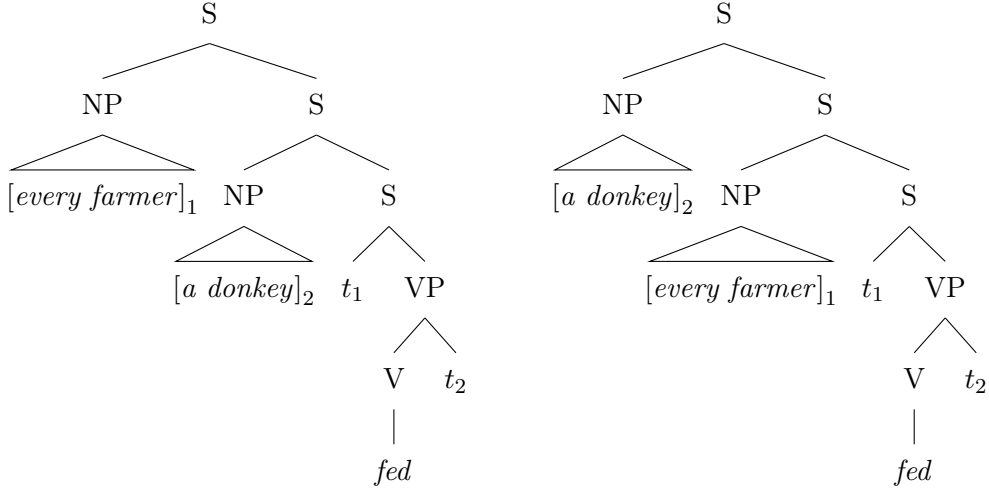 S S
NP S NP S
[every farmer]₁ NP S [a donkey]₂ NP S
[a donkey]₂ t₁ VP [every farmer]₁ t₁ VP
V t₂ V t₂
fed fed